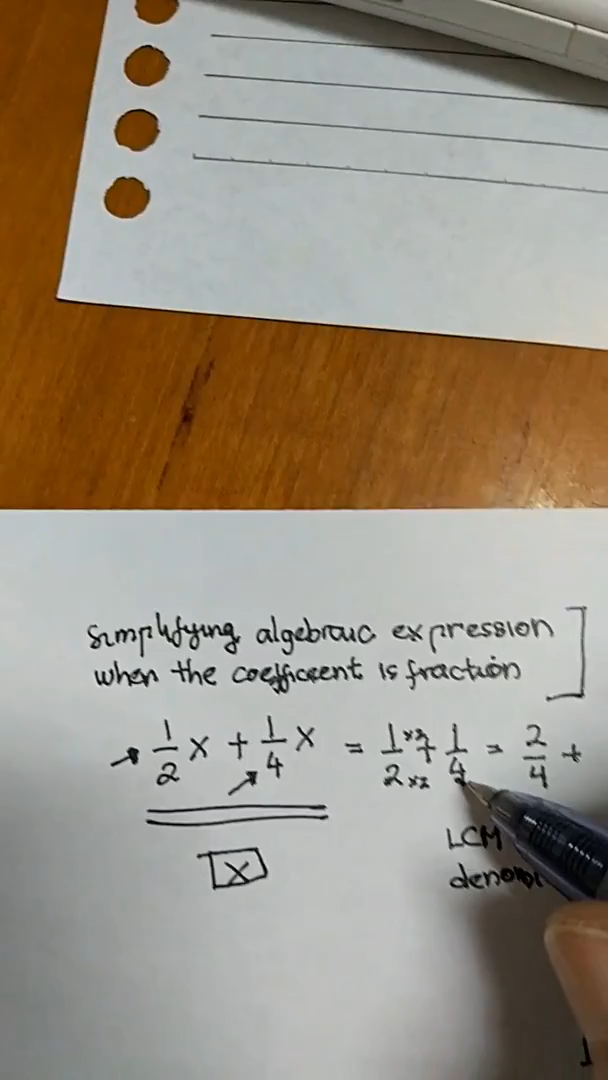 simplifying algebraic expression
when the coefficient is fraction
1/2 x + 1/4 x = 1×2/2×2 + 1/4 = 2/4 +
LCM
x